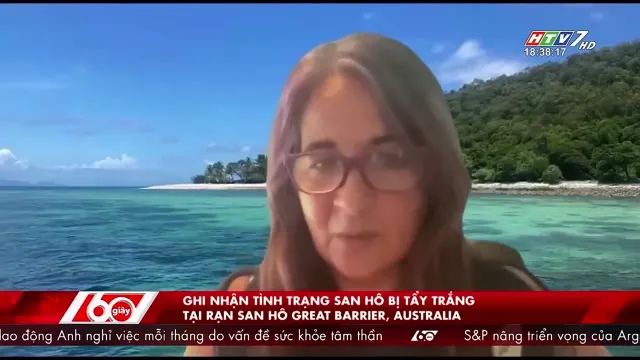 HTV7 HD
18:38:17
GHI NHẬN TÌNH TRẠNG SAN HÔ BỊ TẨY TRẮNG
TẠI RẠN SAN HÔ GREAT BARRIER, AUSTRALIA
60 giây
lao động Anh nghỉ việc mỗi tháng do vấn đề sức khỏe tâm thần
S&P nâng triển vọng của Arg